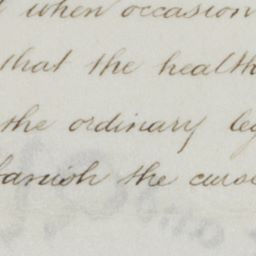 when occasion
that the health
the ordinary leg
banish the curse